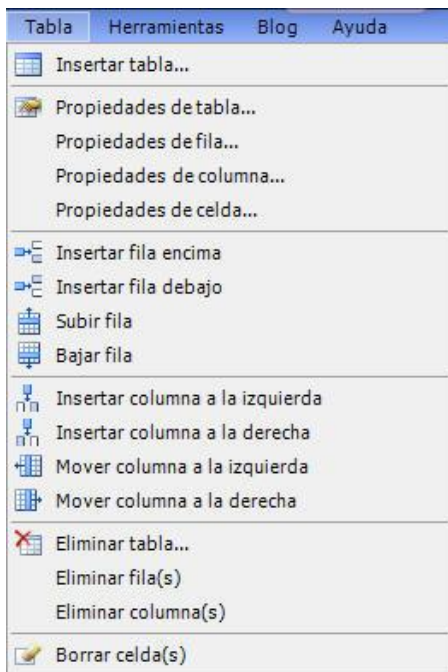 Tabla Herramientas Blog Ayuda
Insertar tabla...
Propiedades de tabla...
Propiedades de fila...
Propiedades de columna...
Propiedades de celda...
Insertar fila encima
Insertar fila debajo
Subir fila
Bajar fila
Insertar columna a la izquierda
Insertar columna a la derecha
Mover columna a la izquierda
Mover columna a la derecha
Eliminar tabla...
Eliminar fila(s)
Eliminar columna(s)
Borrar celda(s)